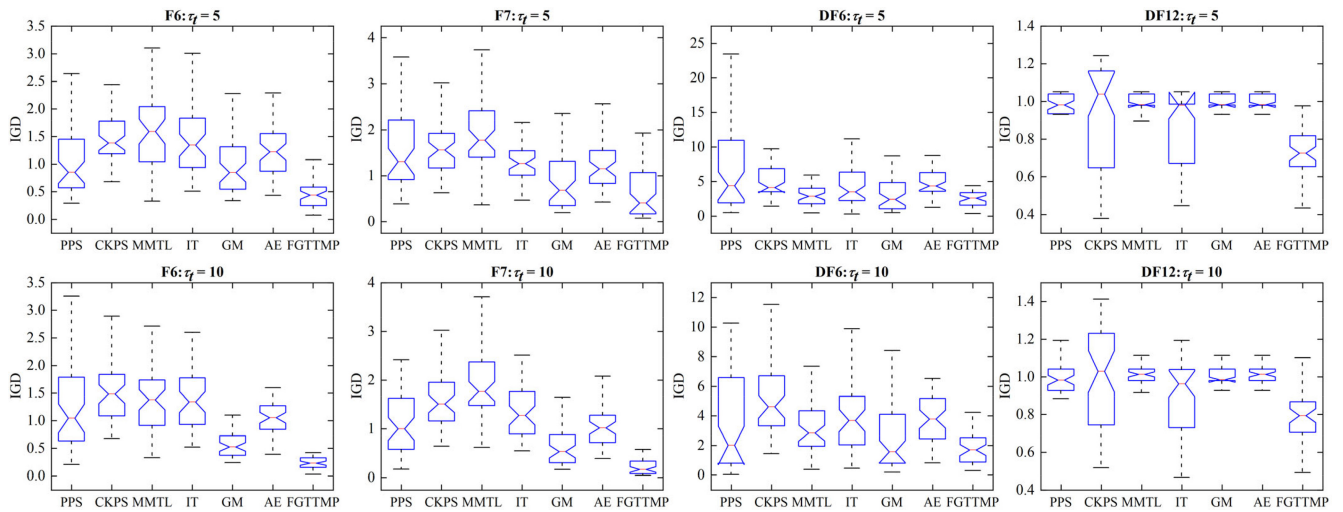 F6: τt = 5
3.5
3.0
2.5
2.0
1.5
1.0
0.5
0.0
IGD
PPS CKPS MMTL IT GM AE FGTTMP
F7: τt = 5
4
3
2
1
0
IGD
PPS CKPS MMTL IT GM AE FGTTMP
DF6: τt = 5
25
20
15
10
5
0
IGD
PPS CKPS MMTL IT GM AE FGTTMP
DF12: τt = 5
1.4
1.2
1.0
0.8
0.6
0.4
IGD
PPS CKPS MMTL IT GM AE FGTTMP
F6: τt = 10
3.5
3.0
2.5
2.0
1.5
1.0
0.5
0.0
IGD
PPS CKPS MMTL IT GM AE FGTTMP
F7: τt = 10
4
3
2
1
0
IGD
PPS CKPS MMTL IT GM AE FGTTMP
DF6: τt = 10
12
10
8
6
4
2
0
IGD
PPS CKPS MMTL IT GM AE FGTTMP
DF12: τt = 10
1.4
1.2
1.0
0.8
0.6
0.4
IGD
PPS CKPS MMTL IT GM AE FGTTMP